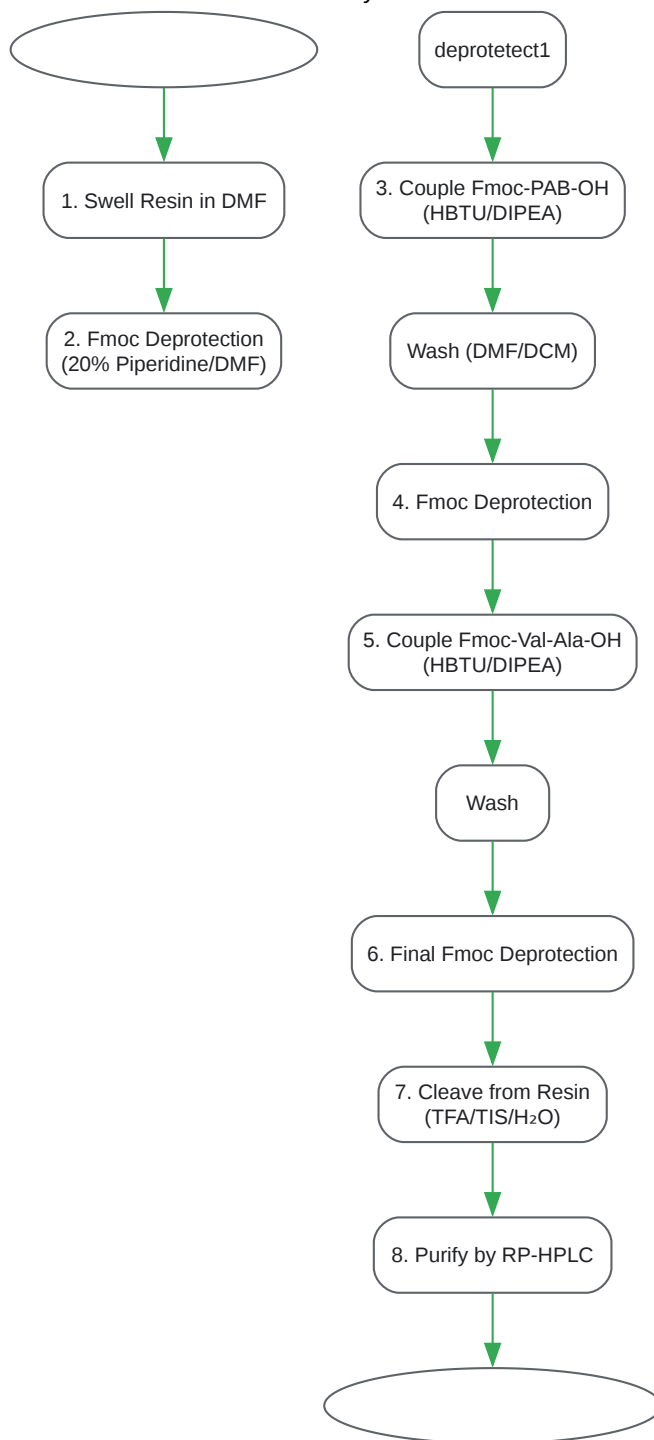 deprotetect1
1. Swell Resin in DMF
2. Fmoc Deprotection
(20% Piperidine/DMF)
3. Couple Fmoc-PAB-OH
(HBTU/DIPEA)
Wash (DMF/DCM)
4. Fmoc Deprotection
5. Couple Fmoc-Val-Ala-OH
(HBTU/DIPEA)
Wash
6. Final Fmoc Deprotection
7. Cleave from Resin
(TFA/TIS/H₂O)
8. Purify by RP-HPLC